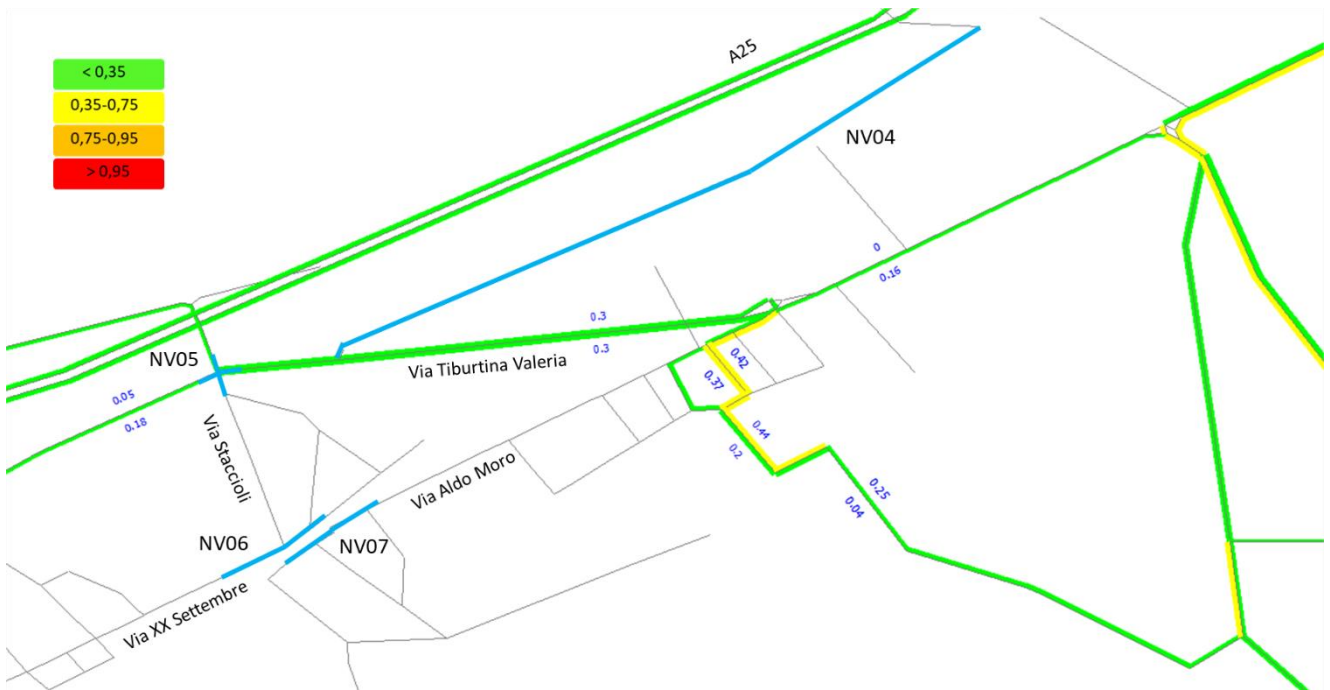 < 0,35
0,35-0,75
0,75-0,95
> 0,95
A25
NV04
0
0.16
0.3
0.3
NV05
Via Tiburtina Valeria
0.42
0.37
0.05
0.18
Via Staccioli
0.44
0.2
Via Aldo Moro
0.25
0.04
NV06
NV07
Via XX Settembre